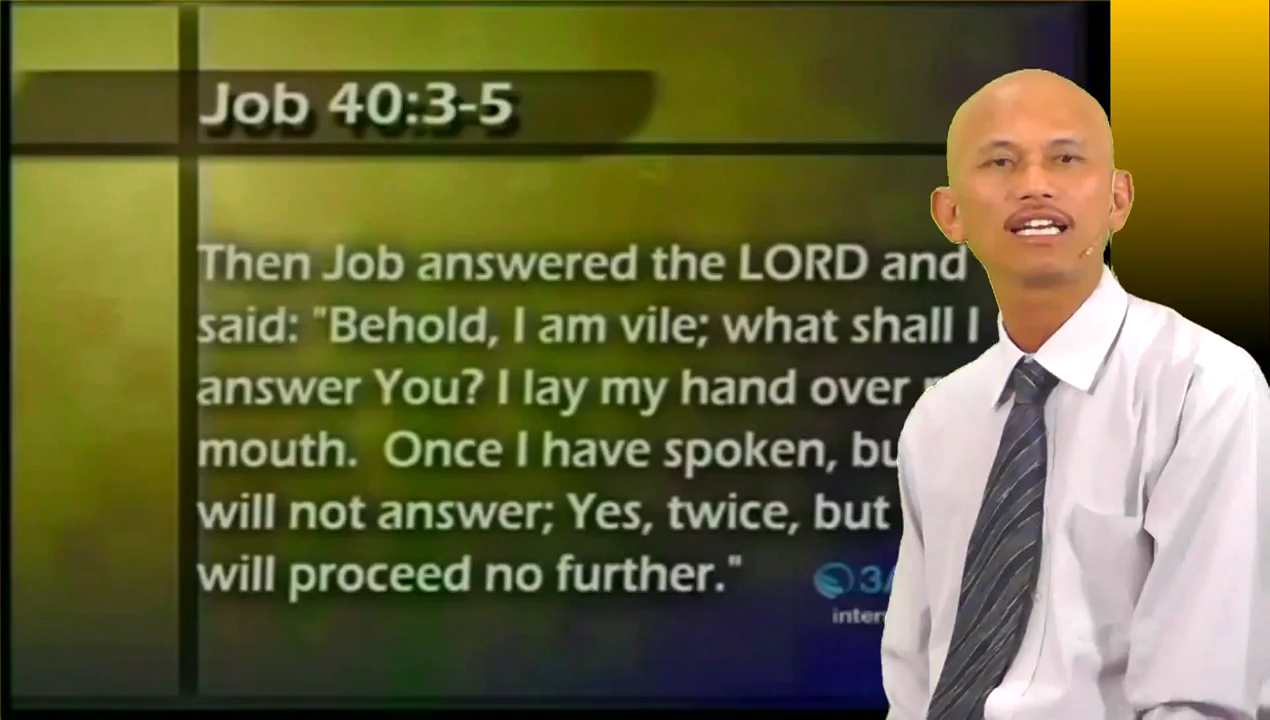 Job 40:3-5
Then Job answered the LORD and
said: "Behold, I am vile; what shall I
answer You? I lay my hand over
mouth. Once I have spoken,
will not answer; Yes, twice, but
will proceed no further."